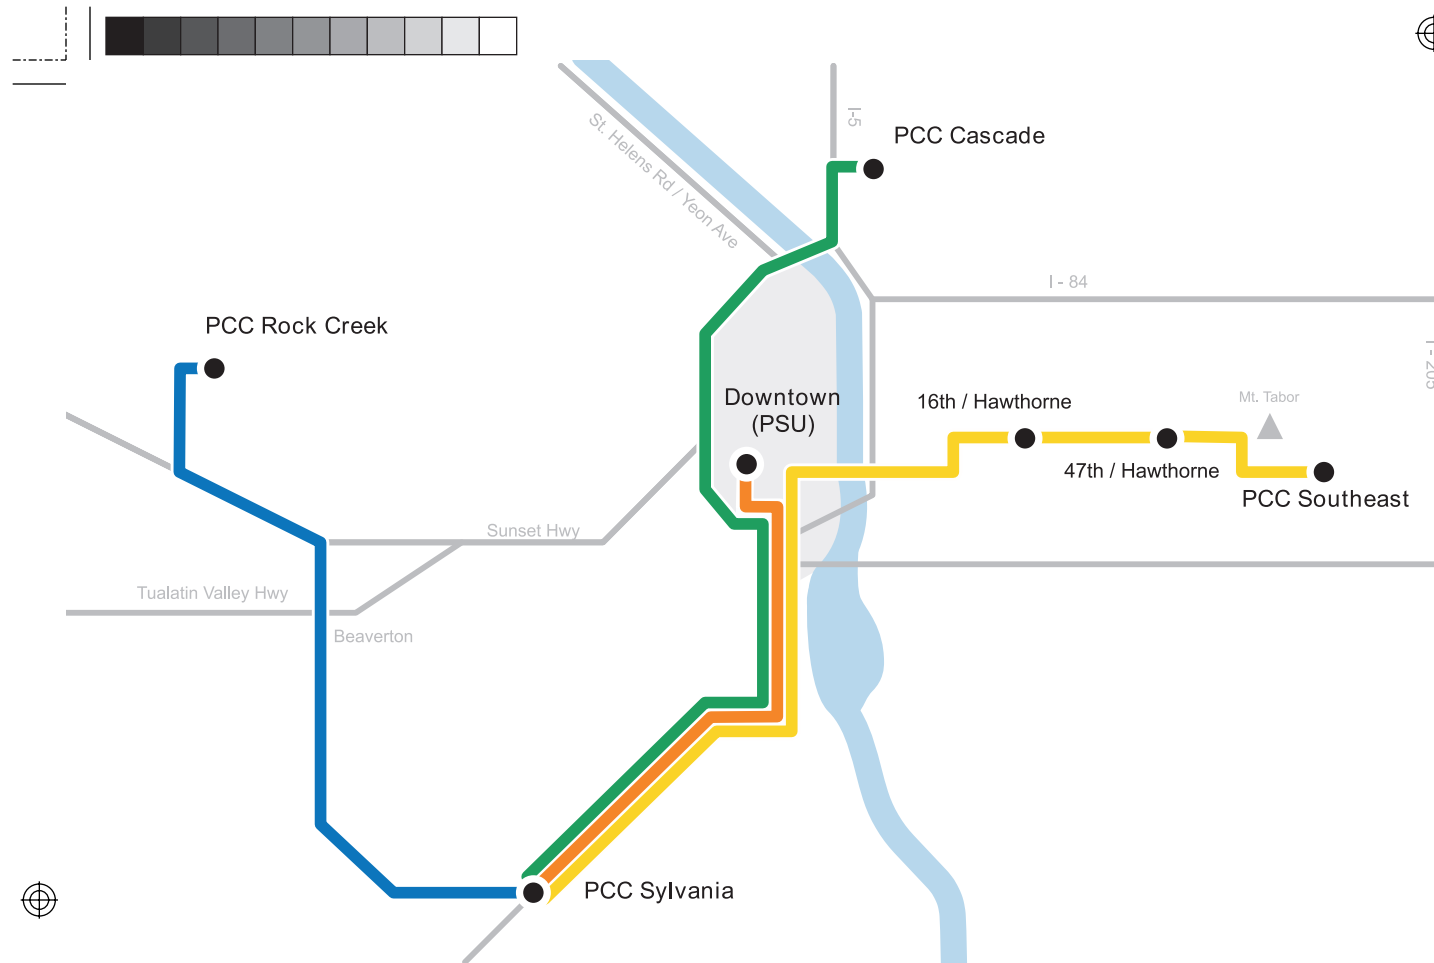 I-5
PCC Cascade
St. Helens Rd / Yeon Ave
I - 84
PCC Rock Creek
I - 205
Downtown
(PSU)
16th / Hawthorne
Mt. Tabor
47th / Hawthorne
PCC Southeast
Sunset Hwy
Tualatin Valley Hwy
Beaverton
PCC Sylvania